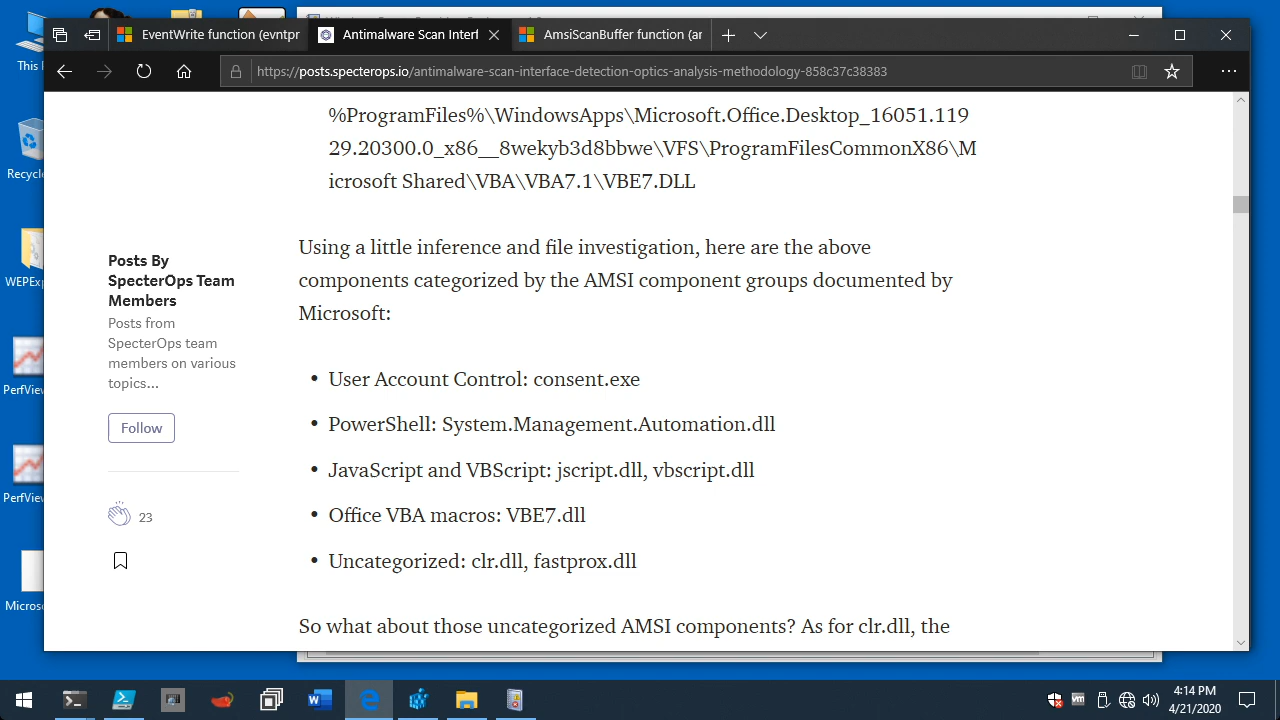 This
Recycl
WEPExp
PerfView
PerfView
Micros
EventWrite function (evntpr
Antimalware Scan Interf
AmsiScanBuffer function (ar
https://posts.specterops.io/antimalware-scan-interface-detection-optics-analysis-methodology-858c37c38383
%ProgramFiles%\WindowsApps\Microsoft.Office.Desktop_16051.119
29.20300.0_x86__8wekyb3d8bbwe\VFS\ProgramFilesCommonX86\M
icrosoft Shared\VBA\VBA7.1\VBE7.DLL
Using a little inference and file investigation, here are the above
components categorized by the AMSI component groups documented by
Microsoft:
• User Account Control: consent.exe
• PowerShell: System.Management.Automation.dll
• JavaScript and VBScript: jscript.dll, vbscript.dll
• Office VBA macros: VBE7.dll
• Uncategorized: clr.dll, fastprox.dll
So what about those uncategorized AMSI components? As for clr.dll, the
Posts By
SpecterOps Team
Members
Posts from
SpecterOps team
members on various
topics...
Follow
23
4:14 PM
4/21/2020